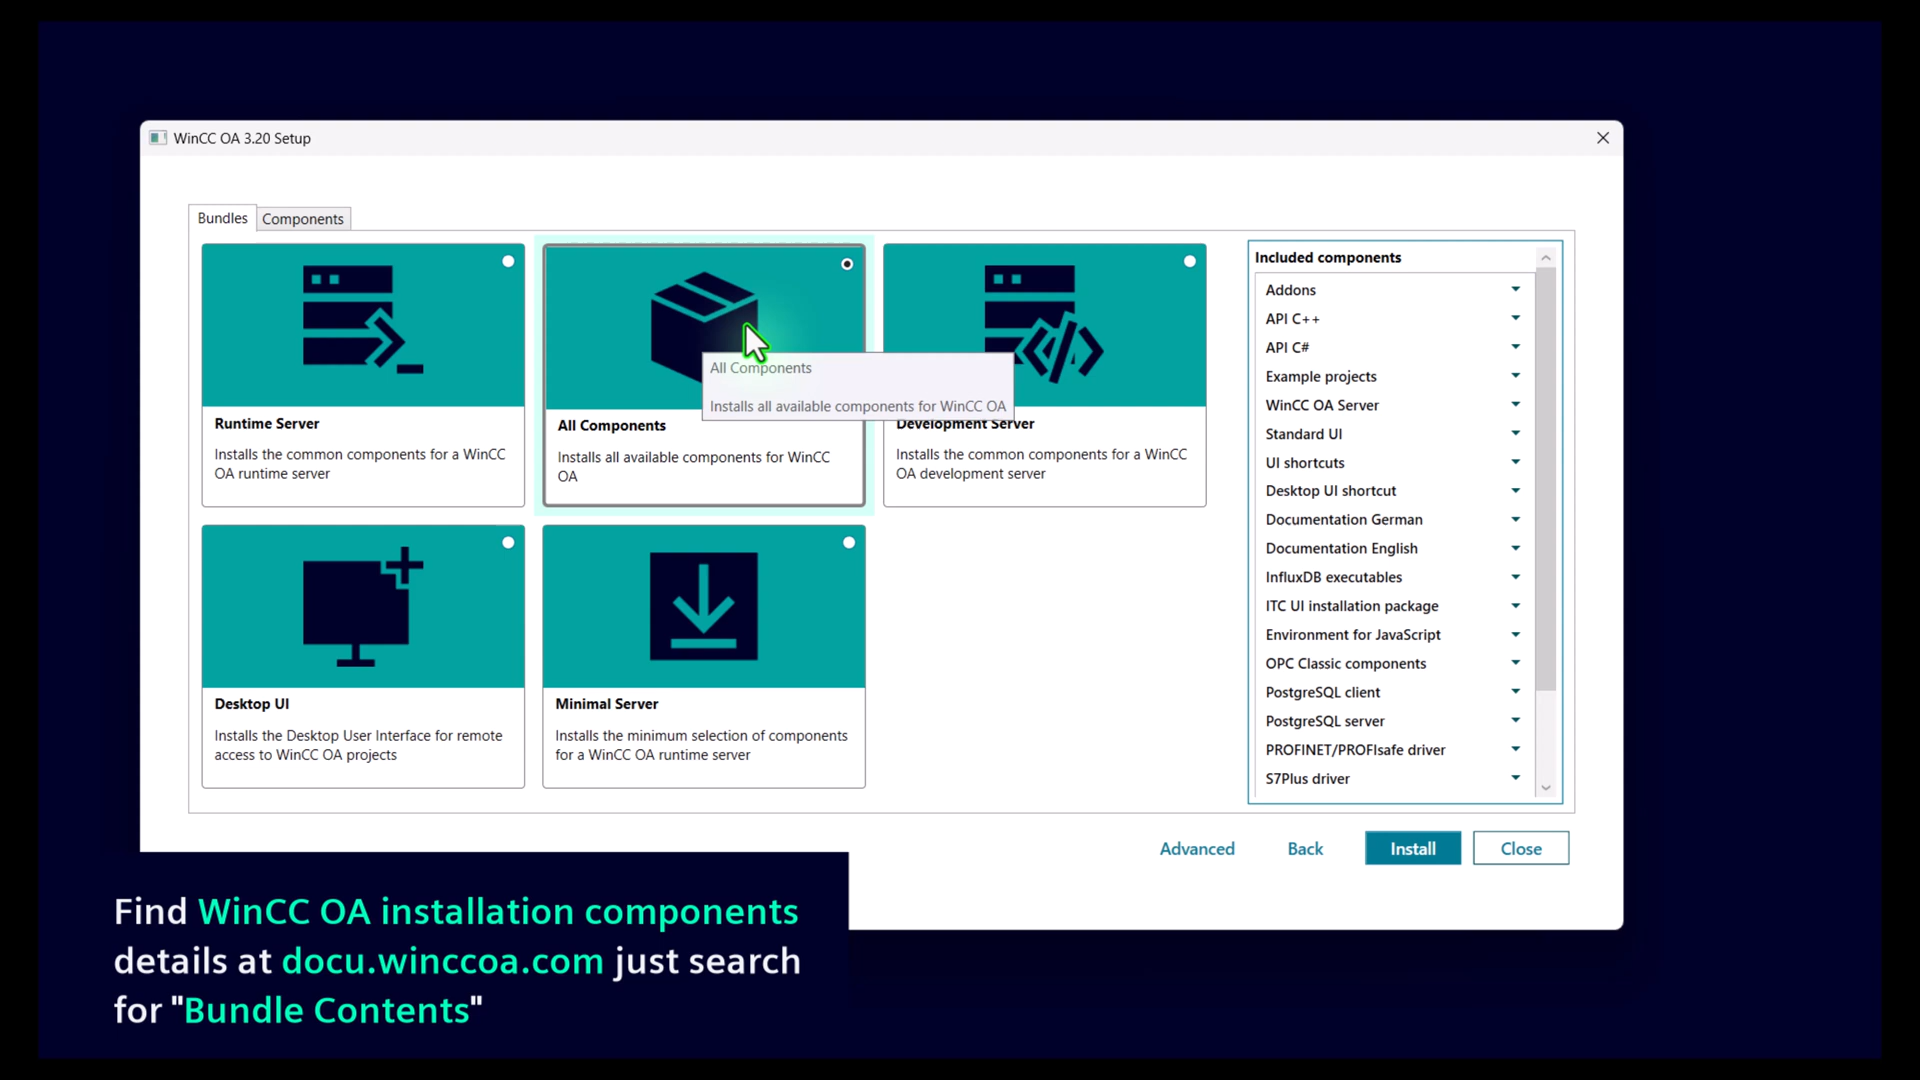 WinCC OA 3.20 Setup
Bundles
Components
Runtime Server
Installs the common components for a WinCC
OA runtime server
All Components
Installs all available components for WinCC OA
All Components
Installs all available components for WinCC
OA
Development Server
Installs the common components for a WinCC
OA development server
Desktop UI
Installs the Desktop User Interface for remote
access to WinCC OA projects
Minimal Server
Installs the minimum selection of components
for a WinCC OA runtime server
Included components
Addons
API C++
API C#
Example projects
WinCC OA Server
Standard UI
UI shortcuts
Desktop UI shortcut
Documentation German
Documentation English
InfluxDB executables
ITC UI installation package
Environment for JavaScript
OPC Classic components
PostgreSQL client
PostgreSQL server
PROFINET/PROFIsafe driver
S7Plus driver
Advanced
Back
Install
Close
Find WinCC OA installation components
details at docu.winccoa.com just search
for "Bundle Contents"